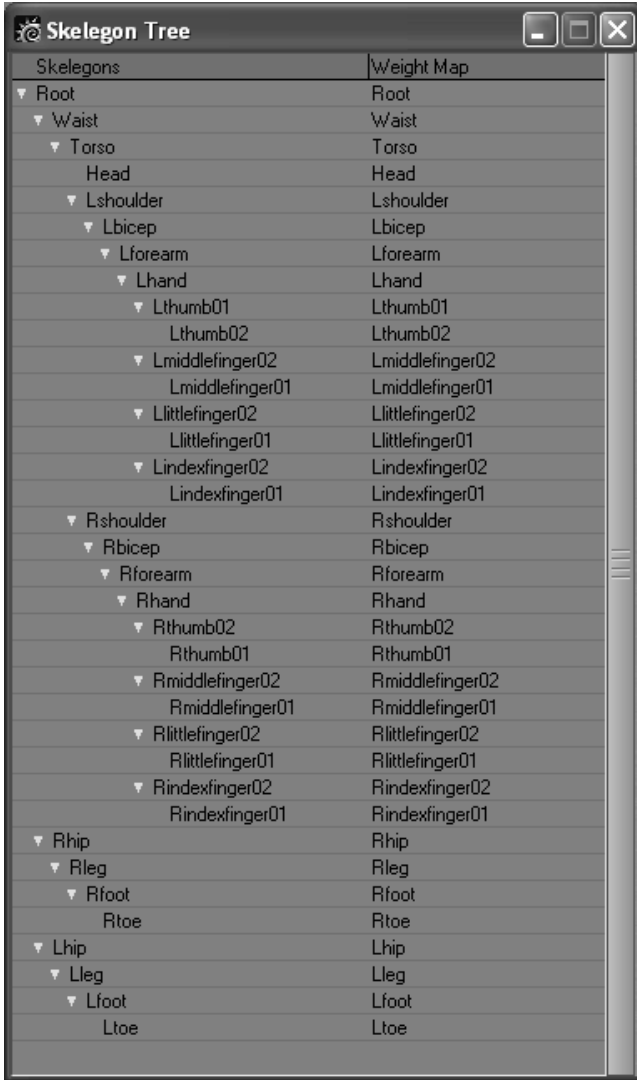 Skelegon Tree
Skelegons Weight Map
Root Root
Waist Waist
Torso Torso
Head Head
Lshoulder Lshoulder
Lbicep Lbicep
Lforearm Lforearm
Lhand Lhand
Lthumb01 Lthumb01
Lthumb02 Lthumb02
Lmiddlefinger02 Lmiddlefinger02
Lmiddlefinger01 Lmiddlefinger01
Llittlefinger02 Llittlefinger02
Llittlefinger01 Llittlefinger01
Lindexfinger02 Lindexfinger02
Lindexfinger01 Lindexfinger01
Rshoulder Rshoulder
Rbicep Rbicep
Rforearm Rforearm
Rhand Rhand
Rthumb02 Rthumb02
Rthumb01 Rthumb01
Rmiddlefinger02 Rmiddlefinger02
Rmiddlefinger01 Rmiddlefinger01
Rlittlefinger02 Rlittlefinger02
Rlittlefinger01 Rlittlefinger01
Rindexfinger02 Rindexfinger02
Rindexfinger01 Rindexfinger01
Rhip Rhip
Rleg Rleg
Rfoot Rfoot
Rtoe Rtoe
Lhip Lhip
Lleg Lleg
Lfoot Lfoot
Ltoe Ltoe